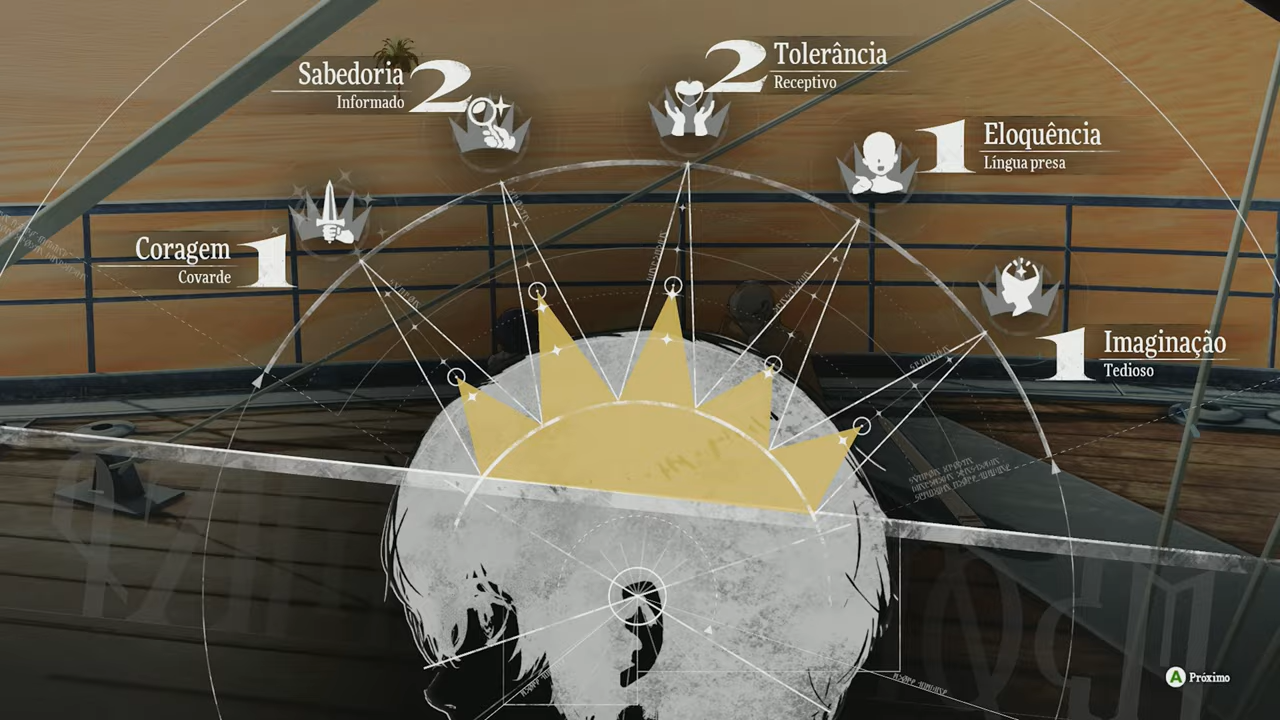 Sabedoria
Informado
2
2
Tolerância
Receptivo
1
Eloquência
Língua presa
Coragem
Covarde
1
1
Imaginação
Tedioso
A Próximo